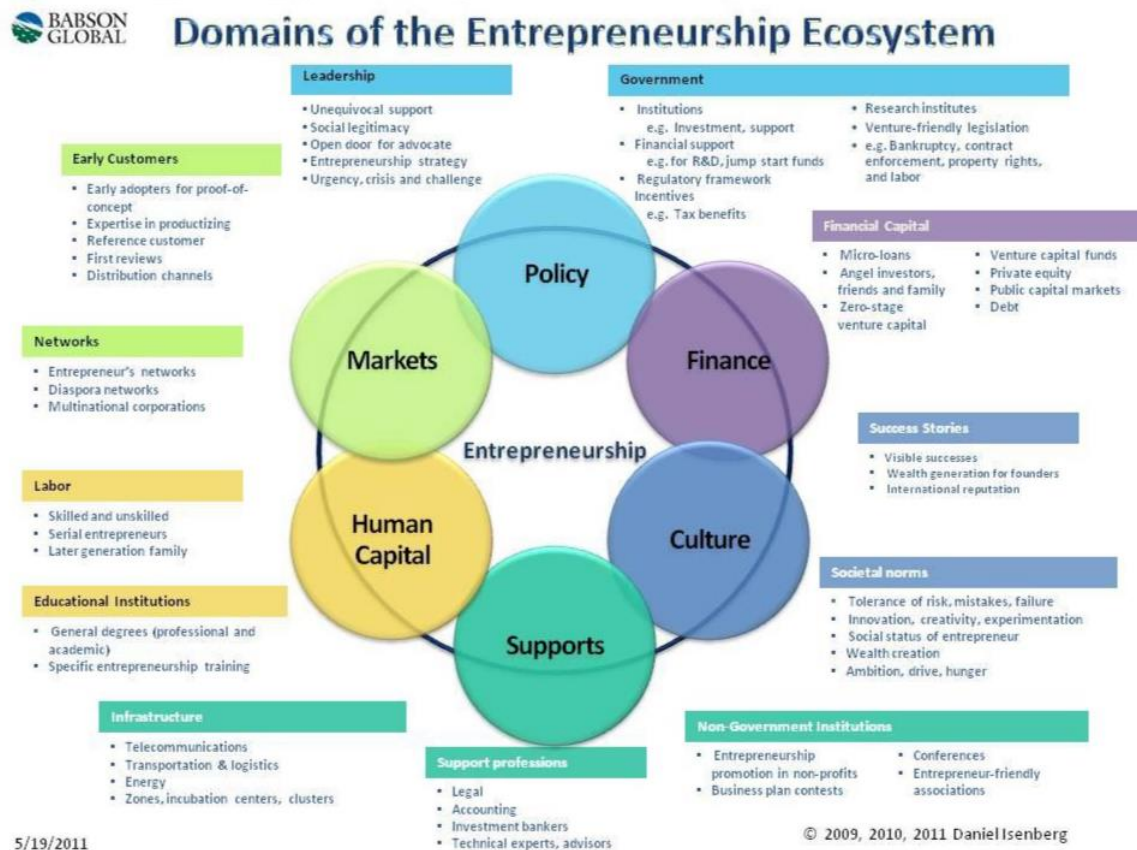 BABSON
GLOBAL
Domains of the Entrepreneurship Ecosystem
Leadership
▪ Unequivocal support
▪ Social legitimacy
▪ Open door for advocate
▪ Entrepreneurship strategy
▪ Urgency, crisis and challenge
Government
▪ Institutions
e.g. Investment, support
▪ Financial support
e.g. for R&D, jump start funds
▪ Regulatory framework
Incentives
e.g. Tax benefits
▪ Research institutes
▪ Venture-friendly legislation
▪ e.g. Bankruptcy, contract
enforcement, property rights,
and labor
Early Customers
▪ Early adopters for proof-of-
concept
▪ Expertise in productizing
▪ Reference customer
▪ First reviews
▪ Distribution channels
Financial Capital
▪ Micro-loans
▪ Angel investors,
friends and family
▪ Zero-stage
venture capital
▪ Venture capital funds
▪ Private equity
▪ Public capital markets
▪ Debt
Networks
▪ Entrepreneur's networks
▪ Diaspora networks
▪ Multinational corporations
Policy
Markets
Finance
Entrepreneurship
Human
Capital
Culture
Supports
Success Stories
▪ Visible successes
▪ Wealth generation for founders
▪ International reputation
Labor
▪ Skilled and unskilled
▪ Serial entrepreneurs
▪ Later generation family
Societal norms
▪ Tolerance of risk, mistakes, failure
▪ Innovation, creativity, experimentation
▪ Social status of entrepreneur
▪ Wealth creation
▪ Ambition, drive, hunger
Educational Institutions
▪ General degrees (professional and
academic)
▪ Specific entrepreneurship training
Infrastructure
▪ Telecommunications
▪ Transportation & logistics
▪ Energy
▪ Zones, incubation centers, clusters
Support professions
▪ Legal
▪ Accounting
▪ Investment bankers
▪ Technical experts, advisors
Non-Government Institutions
▪ Entrepreneurship
promotion in non-profits
▪ Business plan contests
▪ Conferences
▪ Entrepreneur-friendly
associations
5/19/2011
© 2009, 2010, 2011 Daniel Isenberg